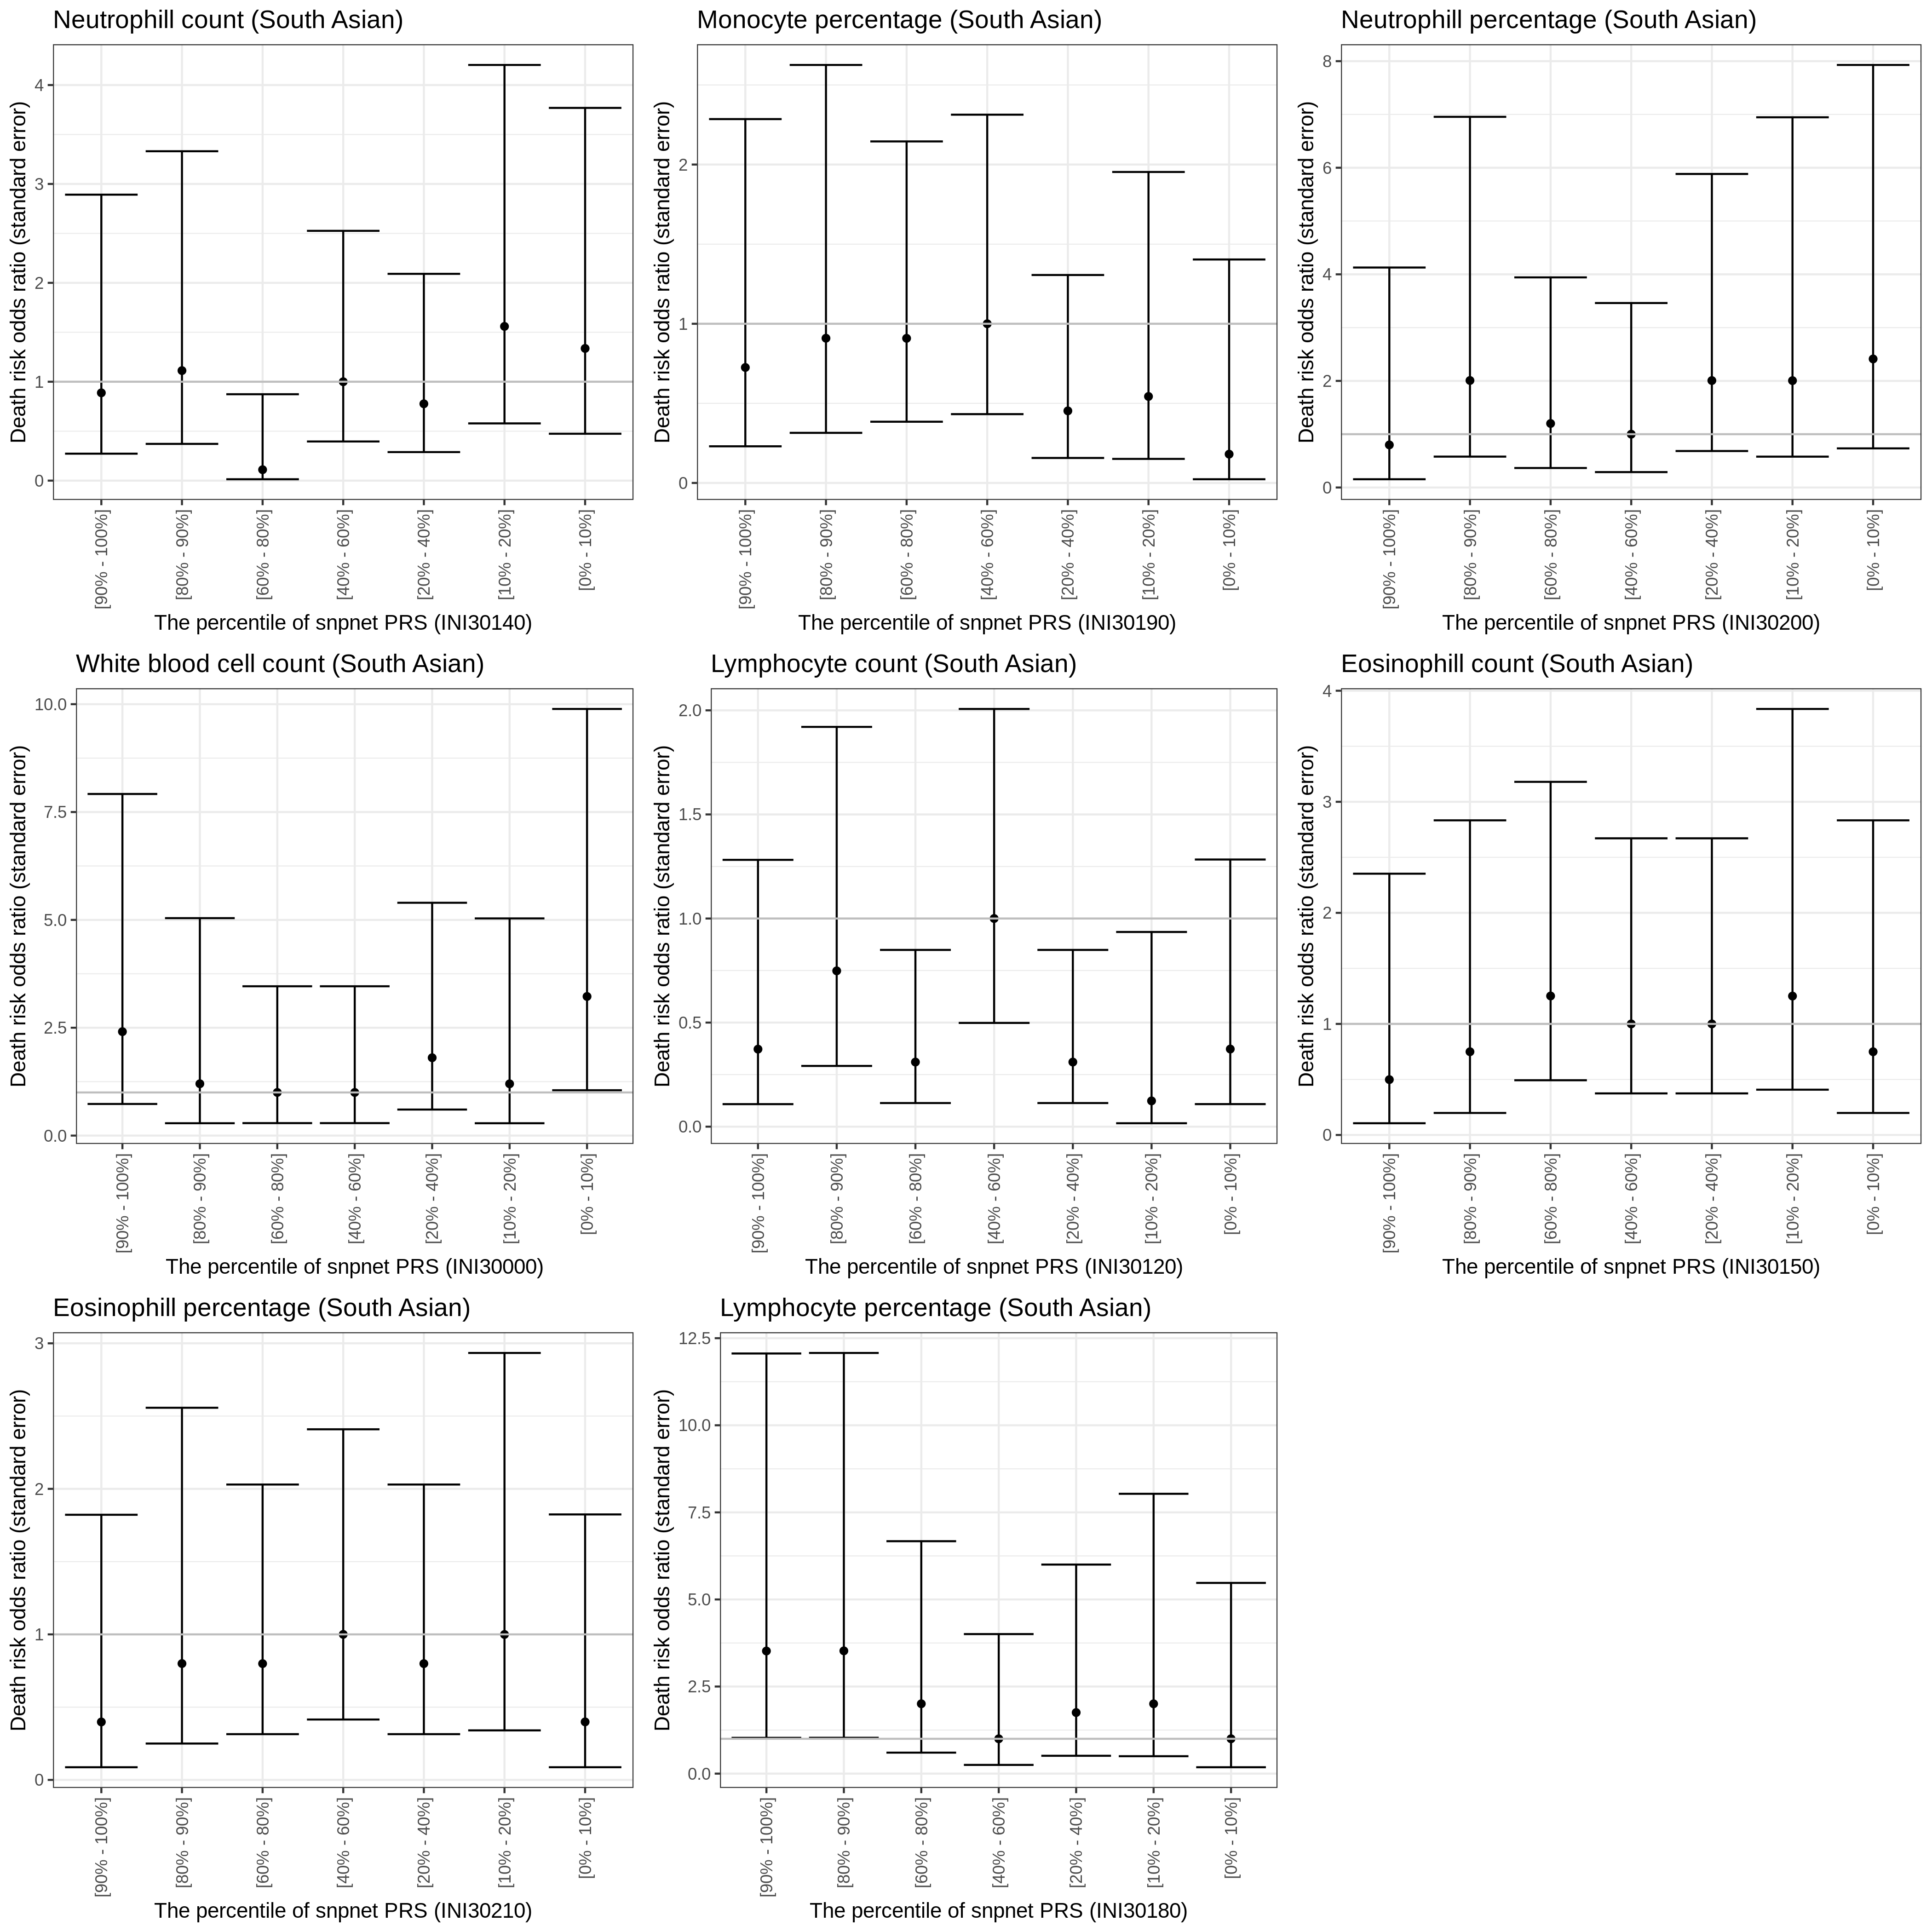 Neutrophill count (South Asian)
Death risk odds ratio (standard error)
4
3
2
1
0
[90% - 100%]
[80% - 90%]
[60% - 80%]
[40% - 60%]
[20% - 40%]
[10% - 20%]
[0% - 10%]
The percentile of snpnet PRS (INI30140)
Monocyte percentage (South Asian)
Death risk odds ratio (standard error)
2
1
0
[90% - 100%]
[80% - 90%]
[60% - 80%]
[40% - 60%]
[20% - 40%]
[10% - 20%]
[0% - 10%]
The percentile of snpnet PRS (INI30190)
Neutrophill percentage (South Asian)
Death risk odds ratio (standard error)
8
6
4
2
0
[90% - 100%]
[80% - 90%]
[60% - 80%]
[40% - 60%]
[20% - 40%]
[10% - 20%]
[0% - 10%]
The percentile of snpnet PRS (INI30200)
White blood cell count (South Asian)
Death risk odds ratio (standard error)
10.0
7.5
5.0
2.5
0.0
[90% - 100%]
[80% - 90%]
[60% - 80%]
[40% - 60%]
[20% - 40%]
[10% - 20%]
[0% - 10%]
The percentile of snpnet PRS (INI30000)
Lymphocyte count (South Asian)
Death risk odds ratio (standard error)
2.0
1.5
1.0
0.5
0.0
[90% - 100%]
[80% - 90%]
[60% - 80%]
[40% - 60%]
[20% - 40%]
[10% - 20%]
[0% - 10%]
The percentile of snpnet PRS (INI30120)
Eosinophill count (South Asian)
Death risk odds ratio (standard error)
4
3
2
1
0
[90% - 100%]
[80% - 90%]
[60% - 80%]
[40% - 60%]
[20% - 40%]
[10% - 20%]
[0% - 10%]
The percentile of snpnet PRS (INI30150)
Eosinophill percentage (South Asian)
Death risk odds ratio (standard error)
3
2
1
0
[90% - 100%]
[80% - 90%]
[60% - 80%]
[40% - 60%]
[20% - 40%]
[10% - 20%]
[0% - 10%]
The percentile of snpnet PRS (INI30210)
Lymphocyte percentage (South Asian)
Death risk odds ratio (standard error)
12.5
10.0
7.5
5.0
2.5
0.0
[90% - 100%]
[80% - 90%]
[60% - 80%]
[40% - 60%]
[20% - 40%]
[10% - 20%]
[0% - 10%]
The percentile of snpnet PRS (INI30180)